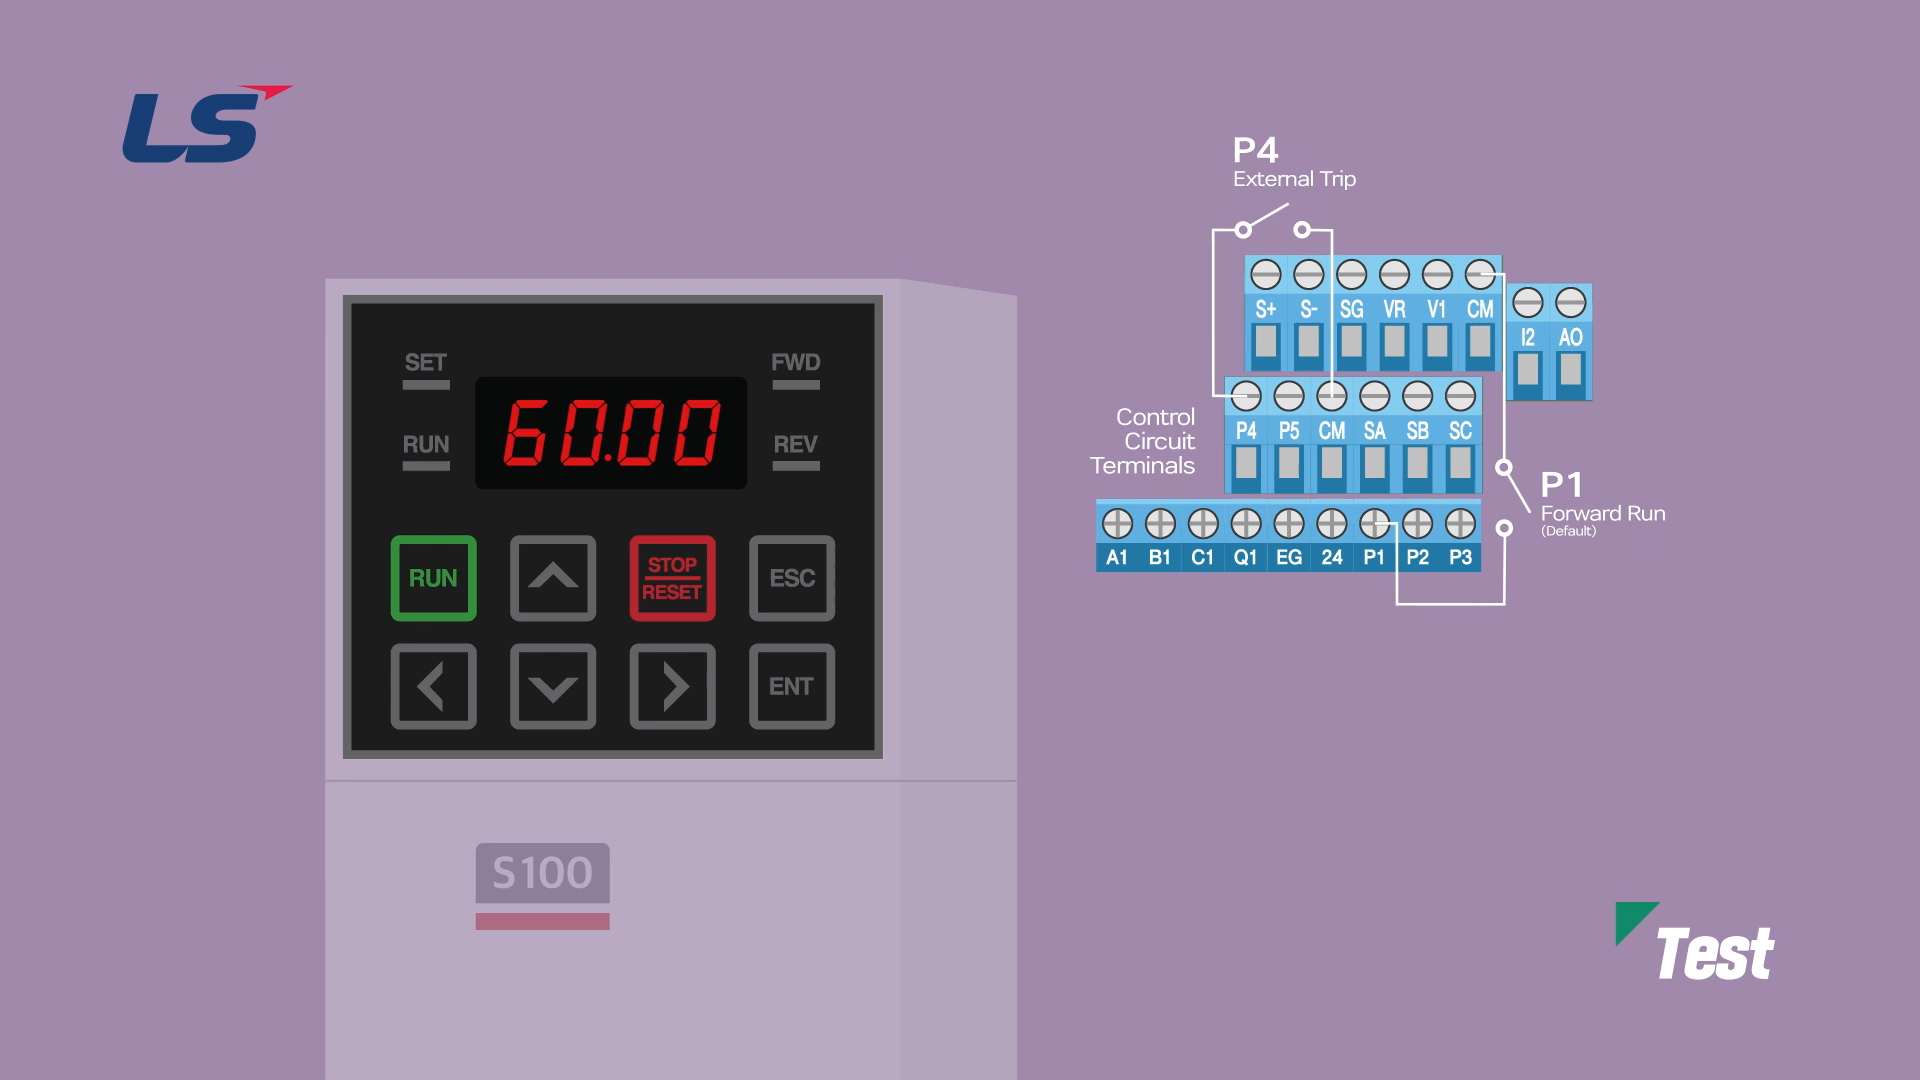 LS
P4
External Trip
S+ S- SG VR V1 CM
I2 AO
Control
Circuit
Terminals
P4 P5 CM SA SB SC
A1 B1 C1 Q1 EG 24 P1 P2 P3
P1
Forward Run
(Default)
SET
FWD
60.00
RUN
REV
RUN
STOP
RESET
ESC
ENT
S100
Test